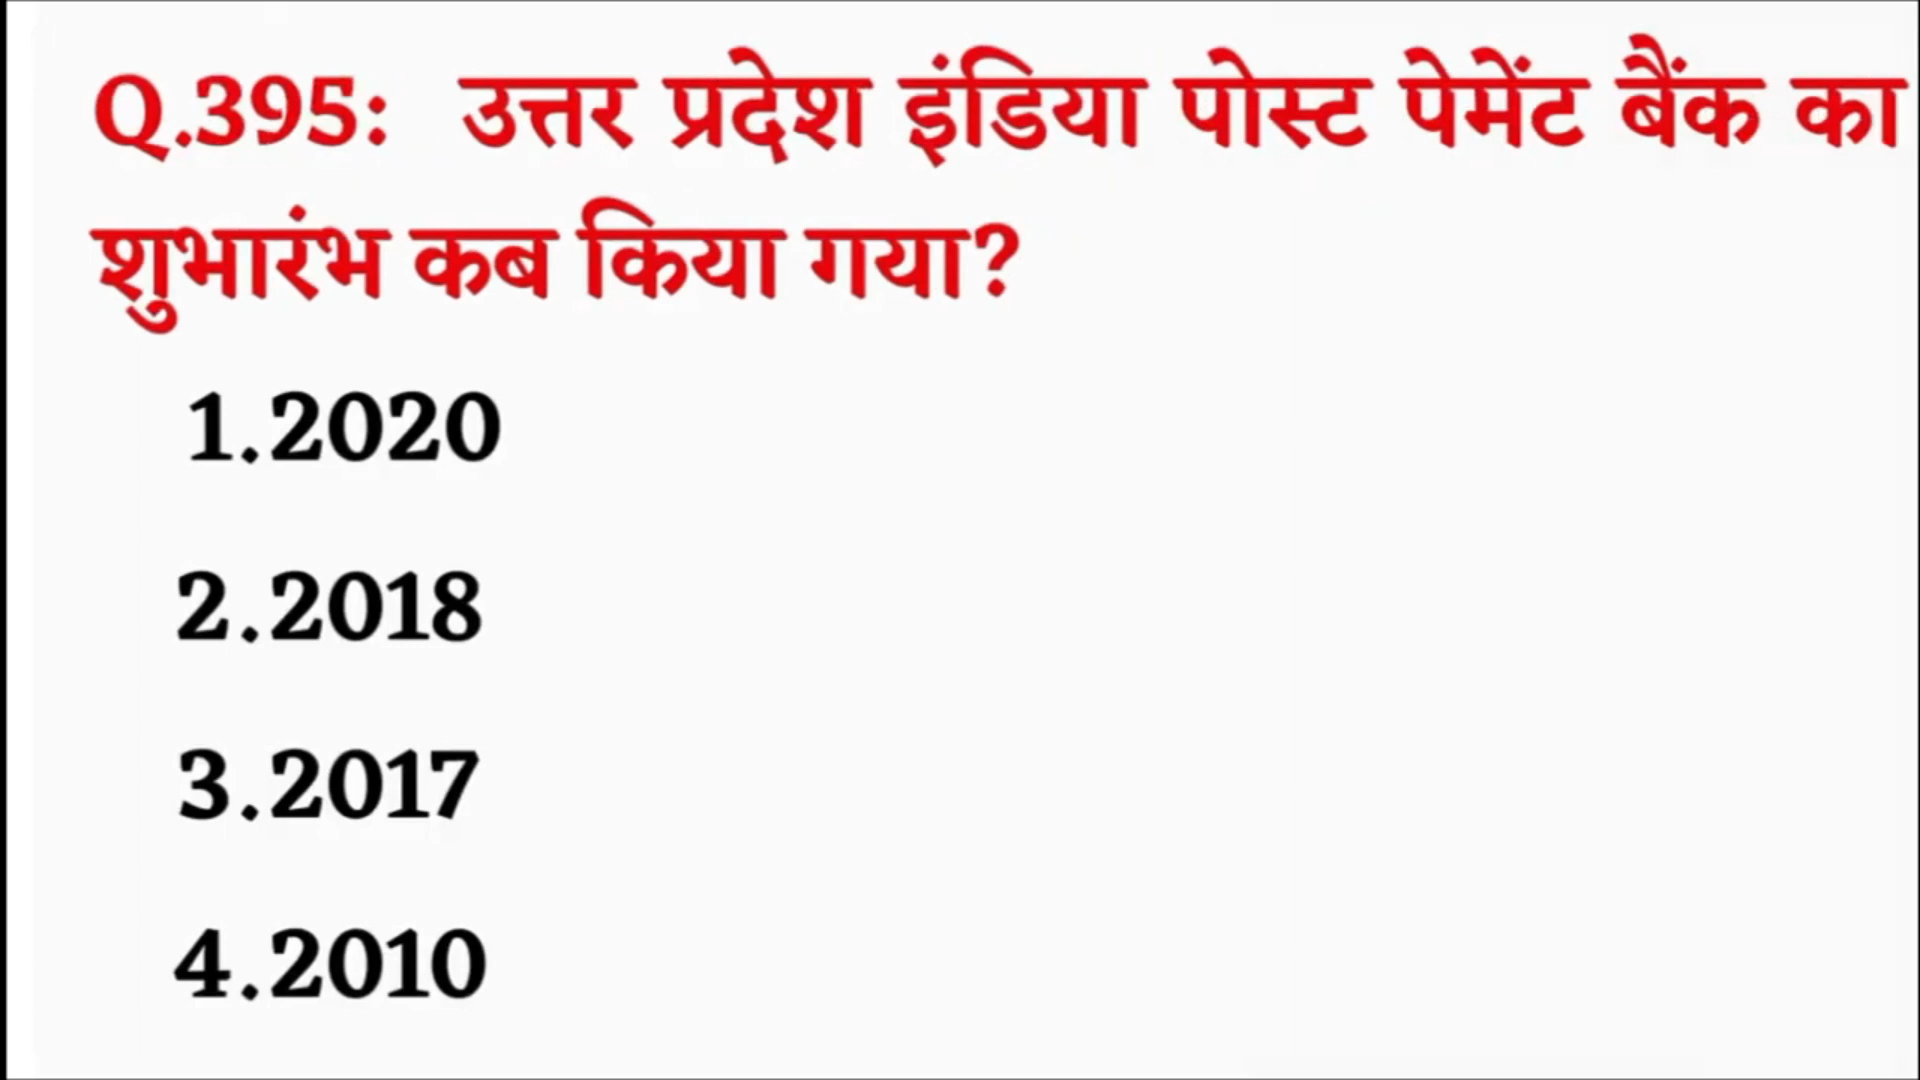 Q.395: उत्तर प्रदेश इंडिया पोस्ट पेमेंट बैंक का
शुभारंभ कब किया गया?
1.2020
2.2018
3.2017
4.2010